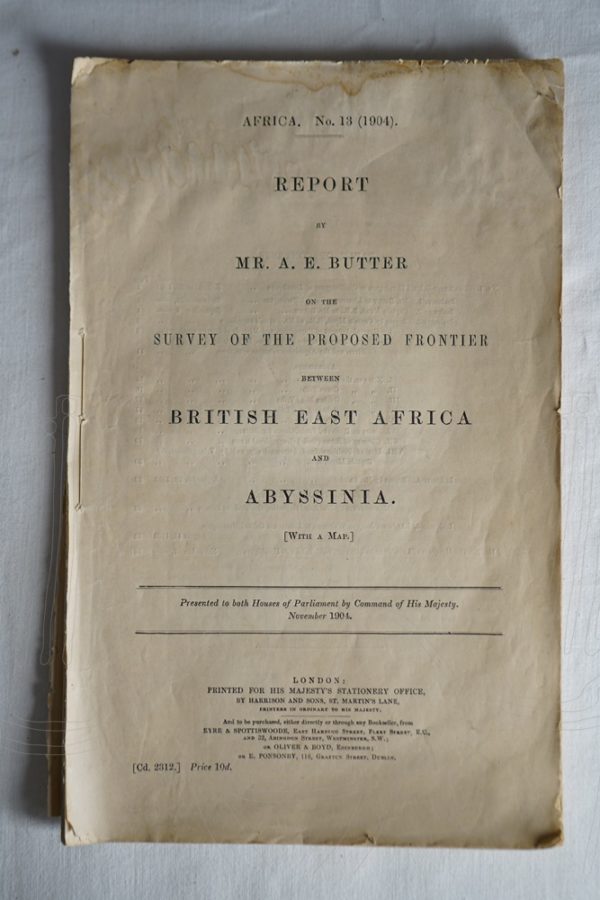 AFRICA. No. 13 (1904).
REPORT
BY
MR. A. E. BUTTER
ON THE
SURVEY OF THE PROPOSED FRONTIER
BETWEEN
BRITISH EAST AFRICA
AND
ABYSSINIA.
[WITH A MAP.]
Presented to both Houses of Parliament by Command of His Majesty.
November 1904.
LONDON:
PRINTED FOR HIS MAJESTY'S STATIONERY OFFICE,
BY HARRISON AND SONS, ST. MARTIN'S LANE,
PRINTERS IN ORDINARY TO HIS MAJESTY.
And to be purchased, either directly or through any Bookseller, from
EYRE & SPOTTISWOODE, EAST HARDING STREET, FLEET STREET, E.C.,
AND 32, ABINGDON STREET, WESTMINSTER, S.W.;
OR OLIVER & BOYD, EDINBURGH;
OR E. PONSONBY, 116, GRAFTON STREET, DUBLIN.
[Cd. 2312.] Price 10d.